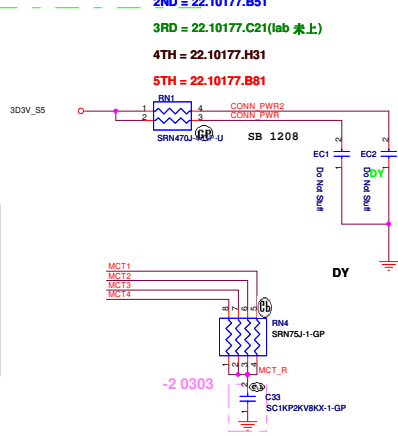 2ND = 22.10177.B51
3RD = 22.10177.C21(lab 未上)
4TH = 22.10177.H31
5TH = 22.10177.B81
RN1
3D3V_S5
1
4
CONN_PWR2
2
3
CONN_PWR
SB 1208
2
2
EC1
EC2
DY
1
1
Do Not Stuff
Do Not Stuff
DY
MCT1
MCT2
MCT3
MCT4
8
7
6
5
RN4
SRN75J-1-GP
1
2
3
4
MCT_R
-2 0303
2
C33
SC1KP2KV8KX-1-GP
1